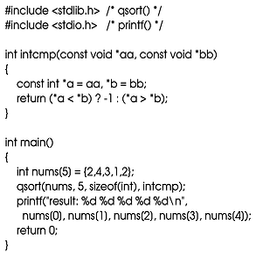 #include <stdlib.h> /* qsort() */
#include <stdio.h> /* printf() */
int intcmp(const void *aa, const void *bb)
{
const int *a = aa, *b = bb;
return (*a < *b) ? -1 : (*a > *b);
}
int main()
{
int nums[5] = {2,4,3,1,2};
qsort(nums, 5, sizeof(int), intcmp);
printf("result: %d %d %d %d %d\n",
nums[0], nums[1], nums[2], nums[3], nums[4]);
return 0;
}